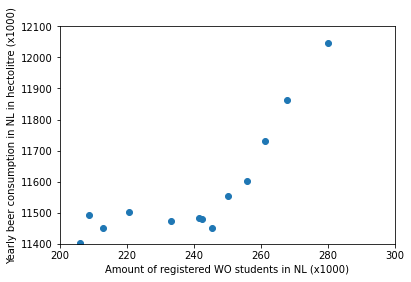 Yearly beer consumption in NL in hectolitre (x1000)
12100
12000
11900
11800
11700
11600
11500
11400
200 220 240 260 280 300
Amount of registered WO students in NL (x1000)